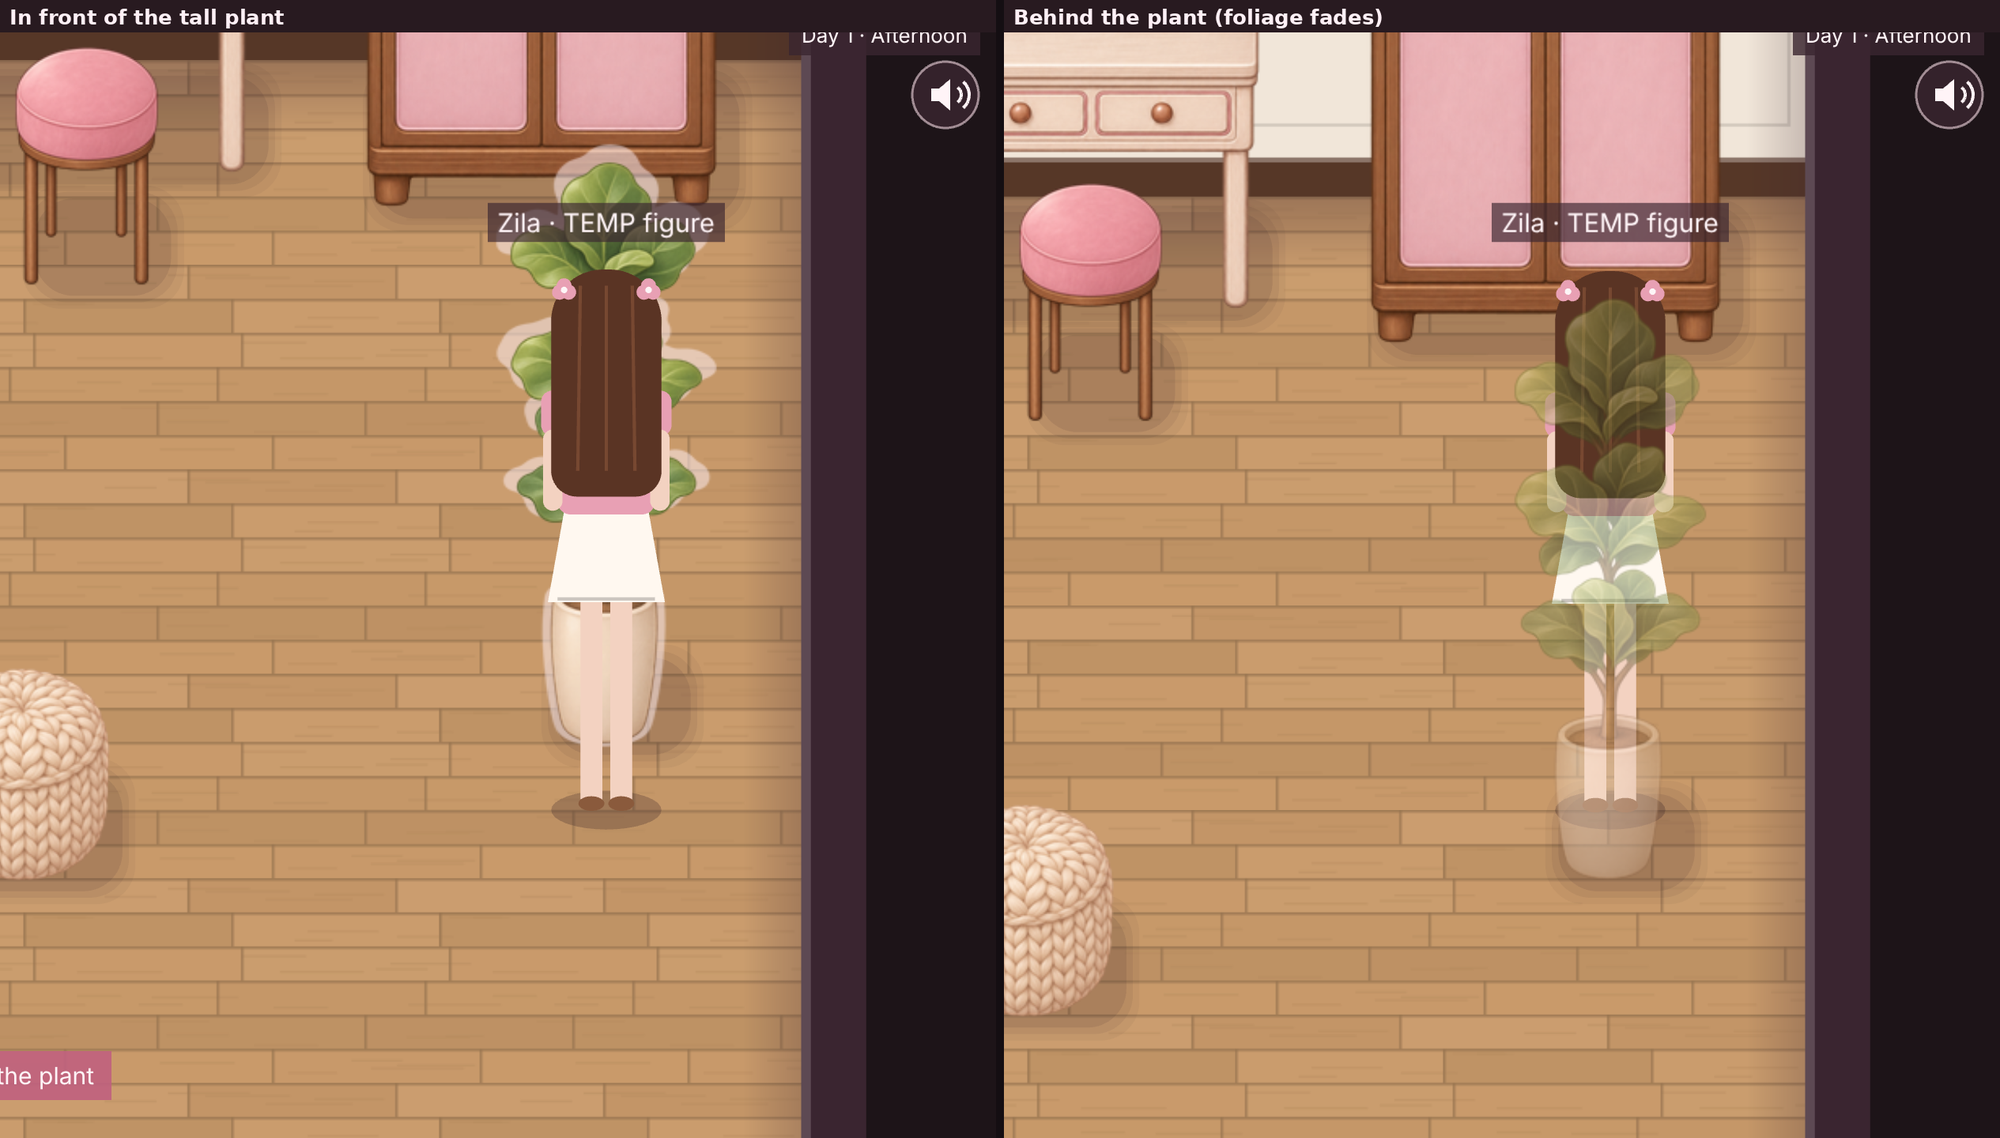 In front of the tall plant
Day 1 · Afternoon
Zila · TEMP figure
the plant
Behind the plant (foliage fades)
Day 1 · Afternoon
Zila · TEMP figure